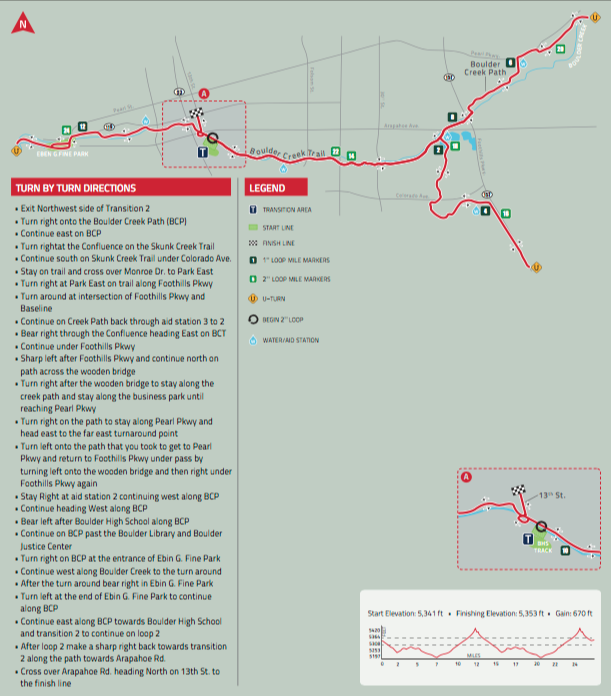 N
A
Pearl St.
Boulder Creek Trail
Arapahoe Ave.
Colorado Ave.
Pearl Pkwy.
Boulder
Creek Path
BOULDER CREEK
EBEN G FINE PARK
T
U
U
U
TURN BY TURN DIRECTIONS
• Exit Northwest side of Transition 2
• Turn right onto the Boulder Creek Path (BCP)
• Continue east on BCP
• Turn rightat the Confluence on the Skunk Creek Trail
• Continue south on Skunk Creek Trail under Colorado Ave.
• Stay on trail and cross over Monroe Dr. to Park East
• Turn right at Park East on trail along Foothills Pkwy
• Turn around at intersection of Foothills Pkwy and
Baseline
• Continue on Creek Path back through aid station 3 to 2
• Bear right through the Confluence heading East on BCT
• Continue under Foothills Pkwy
• Sharp left after Foothills Pkwy and continue north on
path across the wooden bridge
• Turn right after the wooden bridge to stay along the
creek path and stay along the business park until
reaching Pearl Pkwy
• Turn right on the path to stay along Pearl Pkwy and
head east to the far east turnaround point
• Turn left onto the path that you took to get to Pearl
Pkwy and return to Foothills Pkwy under pass by
turning left onto the wooden bridge and then right under
Foothills Pkwy again
• Stay Right at aid station 2 continuing west along BCP
• Continue heading West along BCP
• Bear left after Boulder High School along BCP
• Continue on BCP past the Boulder Library and Boulder
Justice Center
• Turn right on BCP at the entrance of Ebin G. Fine Park
• Continue west along Boulder Creek to the turn around
• After the turn around bear right in Ebin G. Fine Park
• Turn left at the end of Ebin G. Fine Park to continue
along BCP
• Continue east along BCP towards Boulder High School
and transition 2 to continue on loop 2
• After loop 2 make a sharp right back towards transition
2 along the path towards Arapahoe Rd.
• Cross over Arapahoe Rd. heading North on 13th St. to
the finish line
LEGEND
T TRANSITION AREA
START LINE
FINISH LINE
1 1ST LOOP MILE MARKERS
2ND LOOP MILE MARKERS
U U-TURN
BEGIN 2ND LOOP
WATER/AID STATION
A
13th St.
T
BHS
TRACK
Start Elevation: 5,341 ft • Finishing Elevation: 5,353 ft • Gain: 670 ft
5420
5364
5308
5253
5197
0 2 5 7 10 12 14 17 20 22 24
MILES